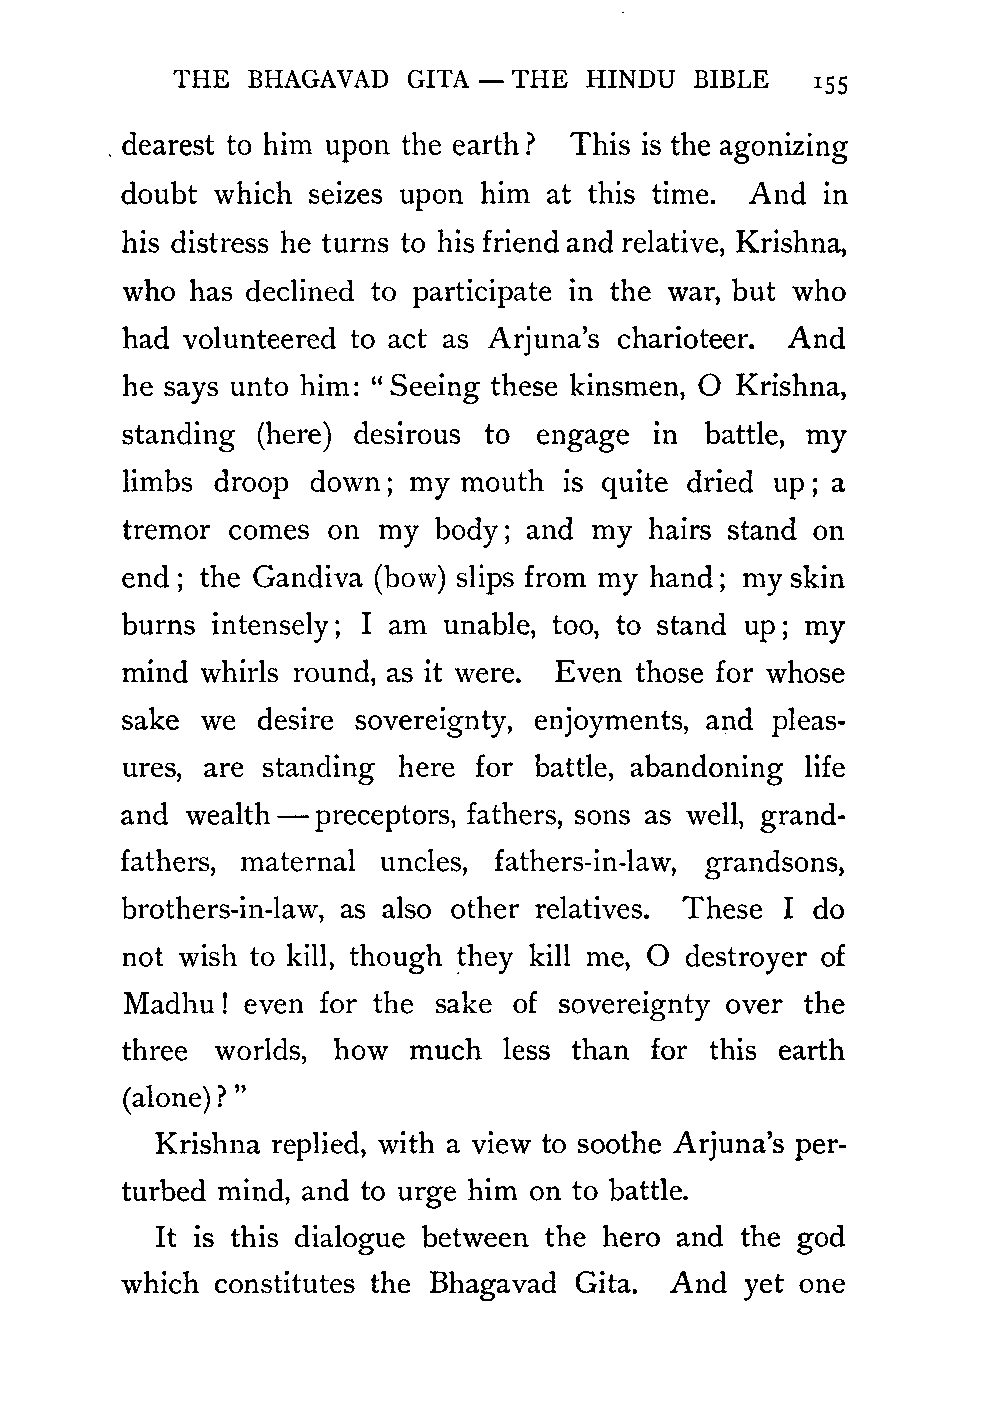 THE BHAGAVAD GITA — THE HINDU BIBLE 155
dearest to him upon the earth? This is the agonizing
doubt which seizes upon him at this time. And in
his distress he turns to his friend and relative, Krishna,
who has declined to participate in the war, but who
had volunteered to act as Arjuna's charioteer. And
he says unto him: "Seeing these kinsmen, O Krishna,
standing (here) desirous to engage in battle, my
limbs droop down; my mouth is quite dried up; a
tremor comes on my body; and my hairs stand on
end; the Gandiva (bow) slips from my hand; my skin
burns intensely; I am unable, too, to stand up; my
mind whirls round, as it were. Even those for whose
sake we desire sovereignty, enjoyments, and pleas-
ures, are standing here for battle, abandoning life
and wealth — preceptors, fathers, sons as well, grand-
fathers, maternal uncles, fathers-in-law, grandsons,
brothers-in-law, as also other relatives. These I do
not wish to kill, though they kill me, O destroyer of
Madhu! even for the sake of sovereignty over the
three worlds, how much less than for this earth
(alone)?"
Krishna replied, with a view to soothe Arjuna's per-
turbed mind, and to urge him on to battle.
It is this dialogue between the hero and the god
which constitutes the Bhagavad Gita. And yet one